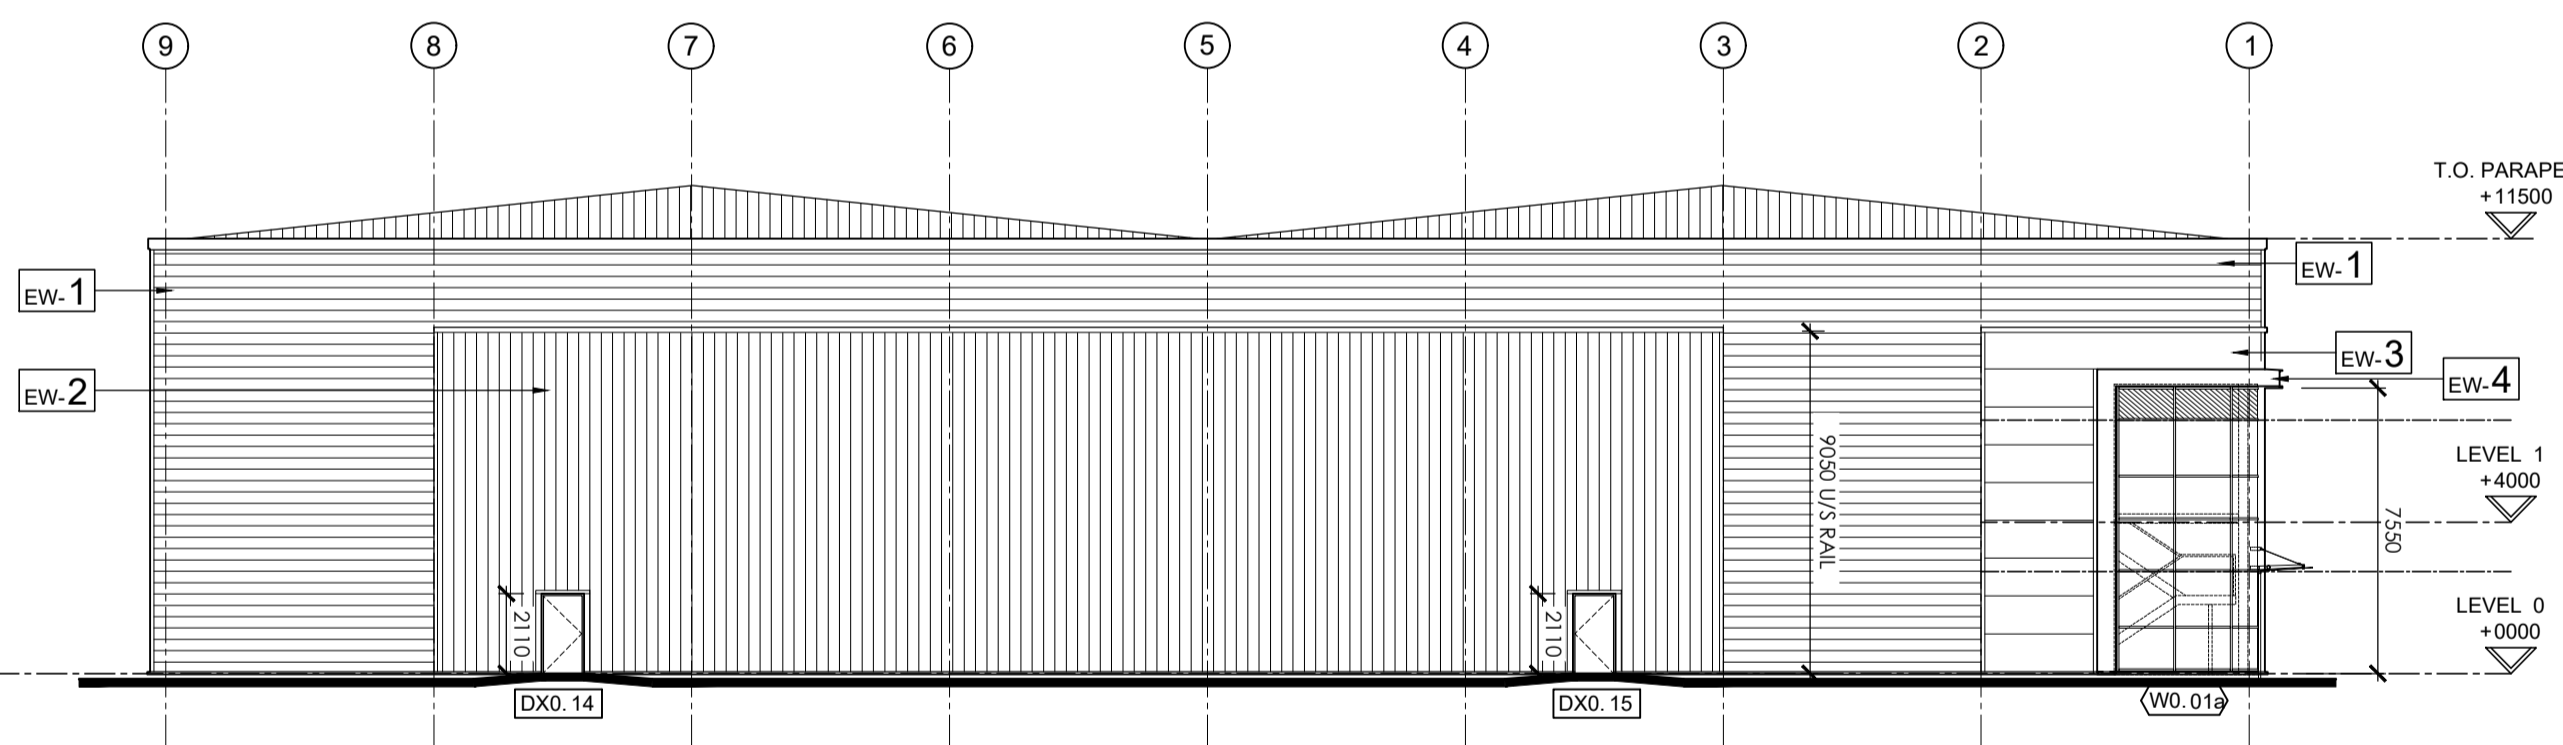 9 8 7 6 5 4 3 2 1
T.O. PARAPE
+11500
EW-1
EW-1
EW-3
EW-4
EW-2
9050 U/S RAIL
LEVEL 1
+4000
7550
2110
2110
LEVEL 0
+0000
DX0.14
DX0.15
W0.01a